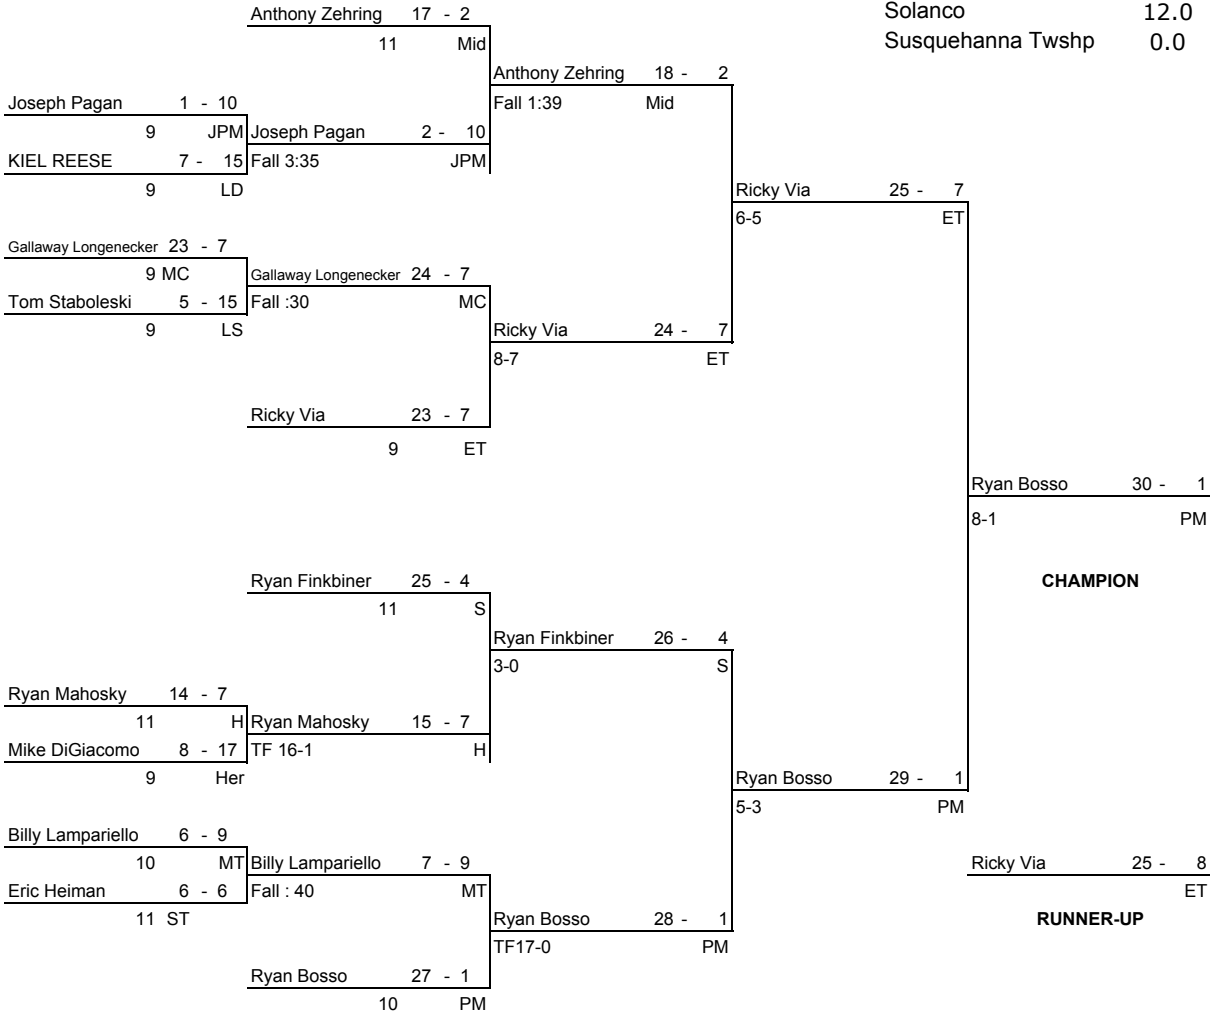 Anthony Zehring 17 - 2
Solanco 12.0
11 Mid
Susquehanna Twshp 0.0
Anthony Zehring 18 - 2
Joseph Pagan 1 - 10
Fall 1:39 Mid
9 JPM
Joseph Pagan 2 - 10
KIEL REESE 7 - 15
Fall 3:35 JPM
9 LD
Ricky Via 25 - 7
6-5 ET
Gallaway Longenecker 23 - 7
9 MC
Gallaway Longenecker 24 - 7
Tom Staboleski 5 - 15
Fall :30 MC
9 LS
Ricky Via 24 - 7
8-7 ET
Ricky Via 23 - 7
9 ET
Ryan Bosso 30 - 1
8-1 PM
Ryan Finkbiner 25 - 4
CHAMPION
11 S
Ryan Finkbiner 26 - 4
3-0 S
Ryan Mahosky 14 - 7
11 H
Ryan Mahosky 15 - 7
Mike DiGiacomo 8 - 17
TF 16-1 H
9 Her
Ryan Bosso 29 - 1
5-3 PM
Billy Lampariello 6 - 9
10 MT
Billy Lampariello 7 - 9
Ricky Via 25 - 8
Eric Heiman 6 - 6
Fall : 40 MT
ET
11 ST
Ryan Bosso 28 - 1
RUNNER-UP
TF17-0 PM
Ryan Bosso 27 - 1
10 PM